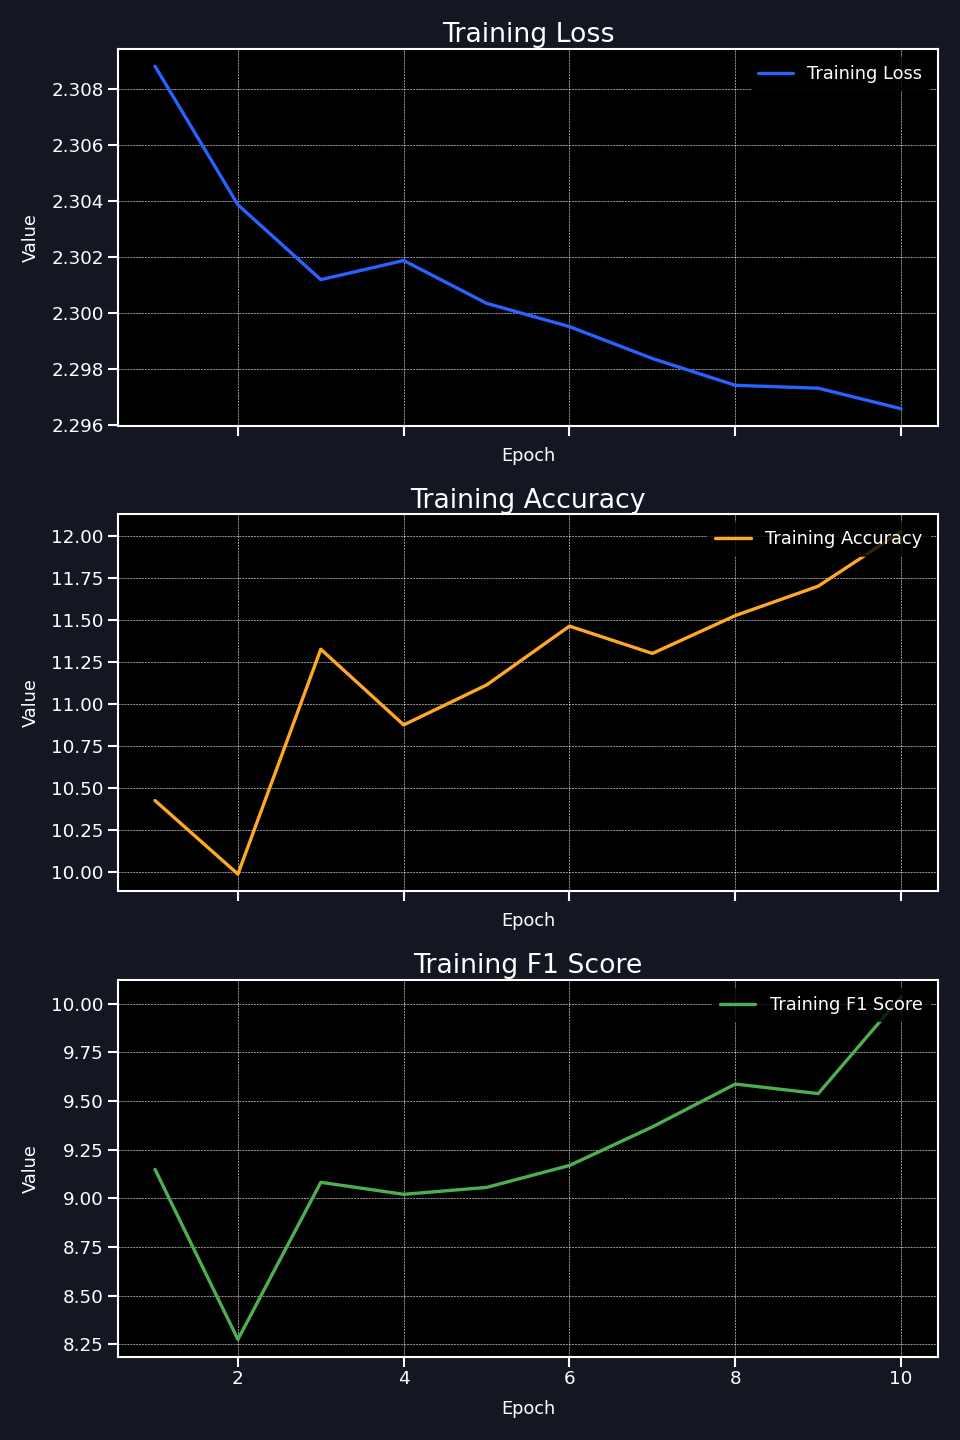 Training Loss
Training Loss
2.308
2.306
2.304
2.302
2.300
2.298
2.296
Value
Epoch
Training Accuracy
Training Accuracy
12.00
11.75
11.50
11.25
11.00
10.75
10.50
10.25
10.00
Value
Epoch
Training F1 Score
Training F1 Score
10.00
9.75
9.50
9.25
9.00
8.75
8.50
8.25
Value
2 4 6 8 10
Epoch